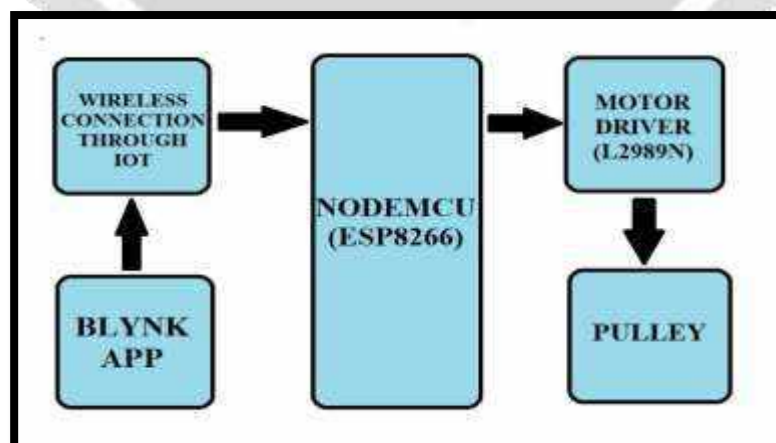 WIRELESS
CONNECTION
THROUGH
IOT
NODEMCU
(ESP8266)
MOTOR
DRIVER
(L2989N)
BLYNK
APP
PULLEY